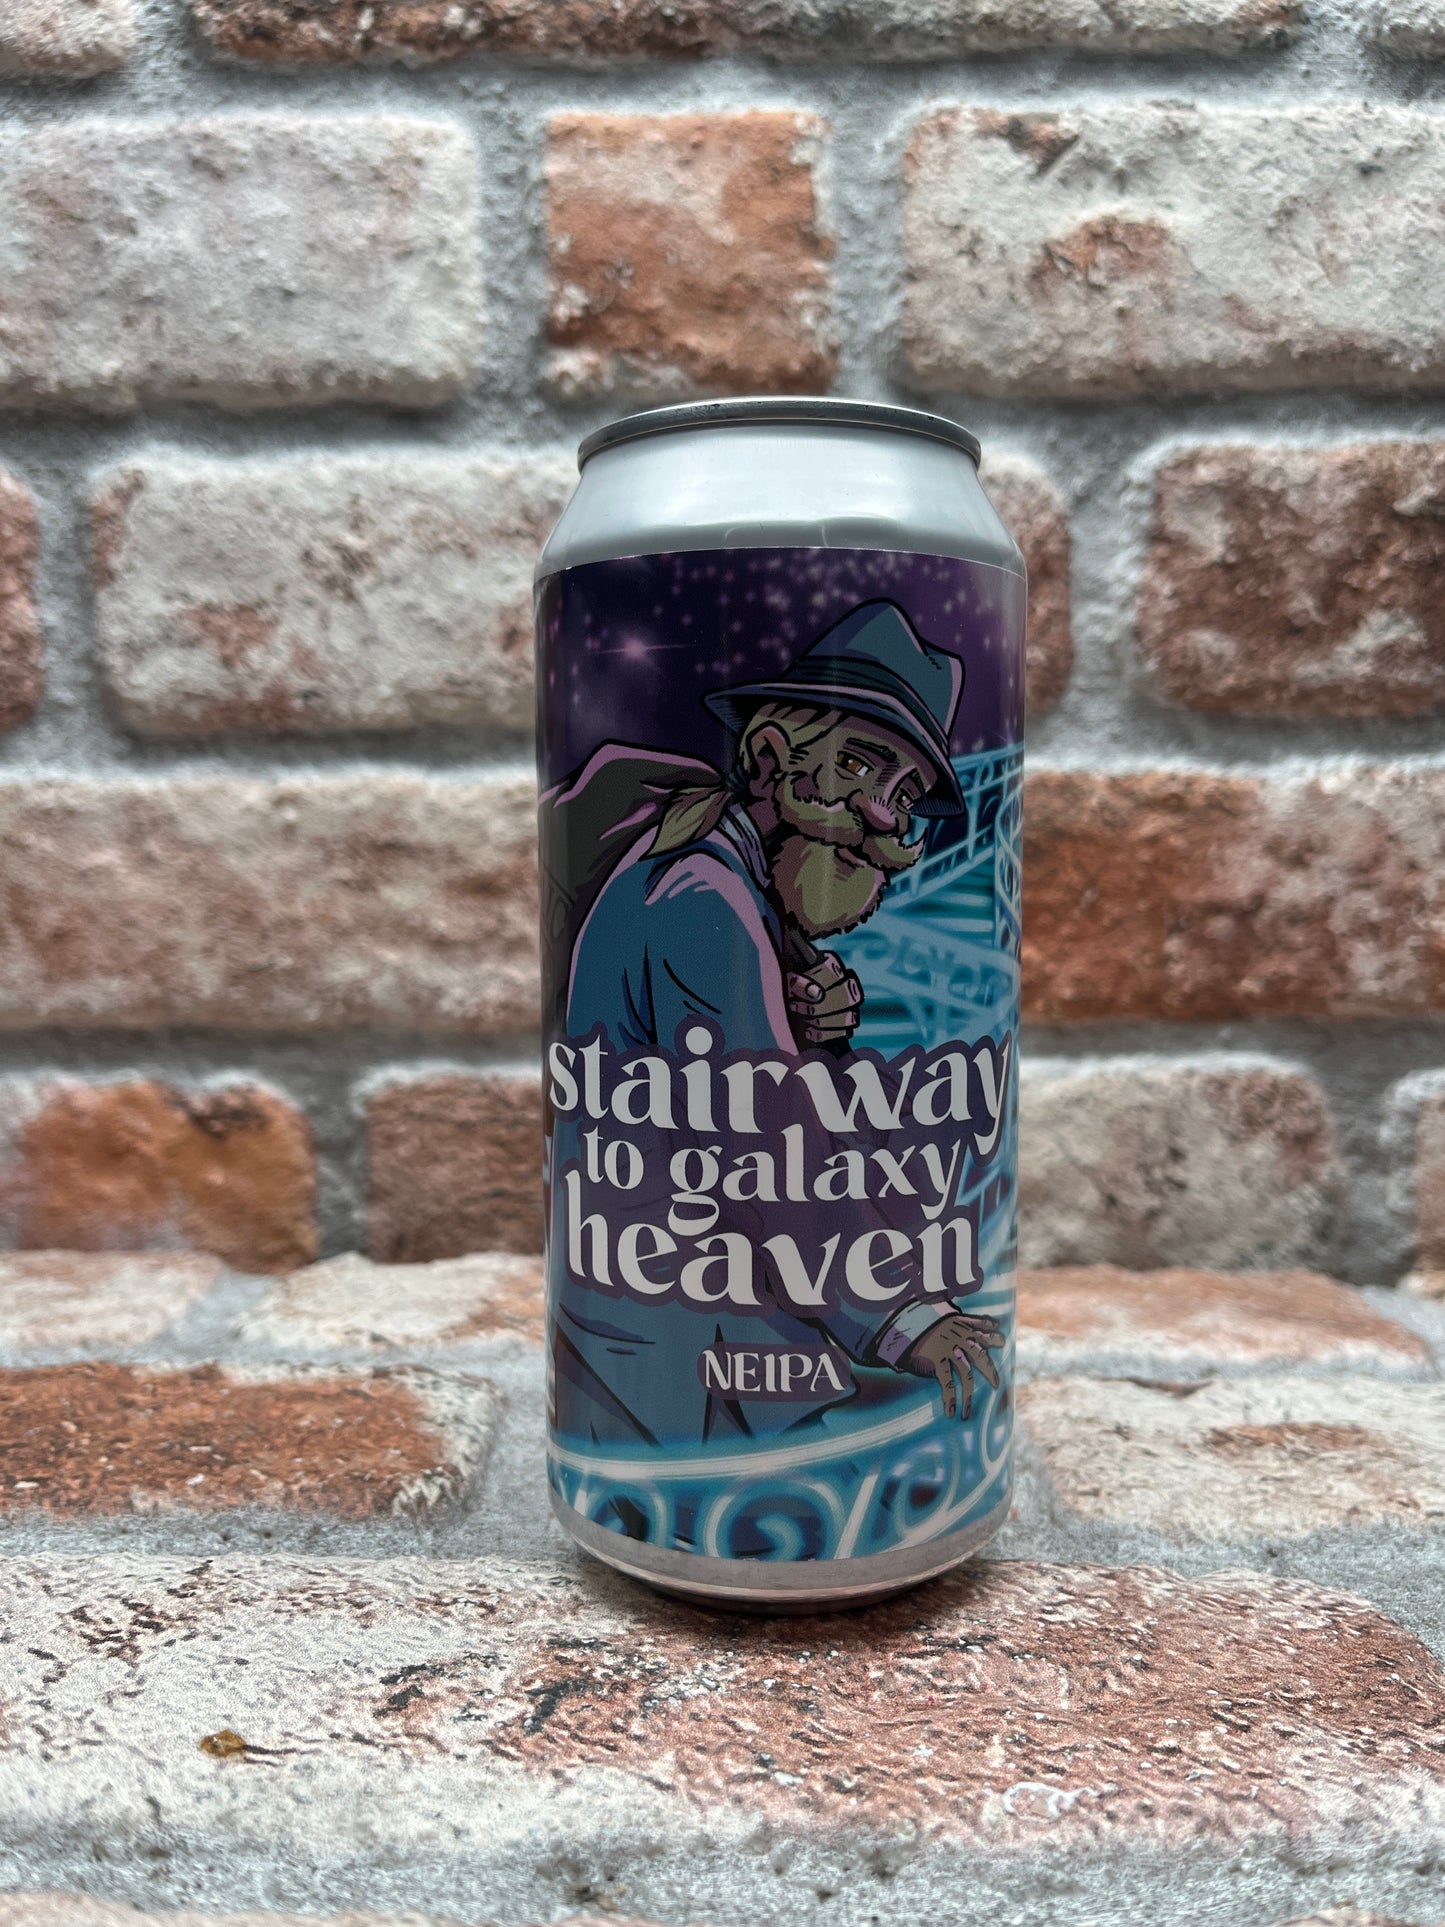 stairway
to galaxy
heaven
NEIPA